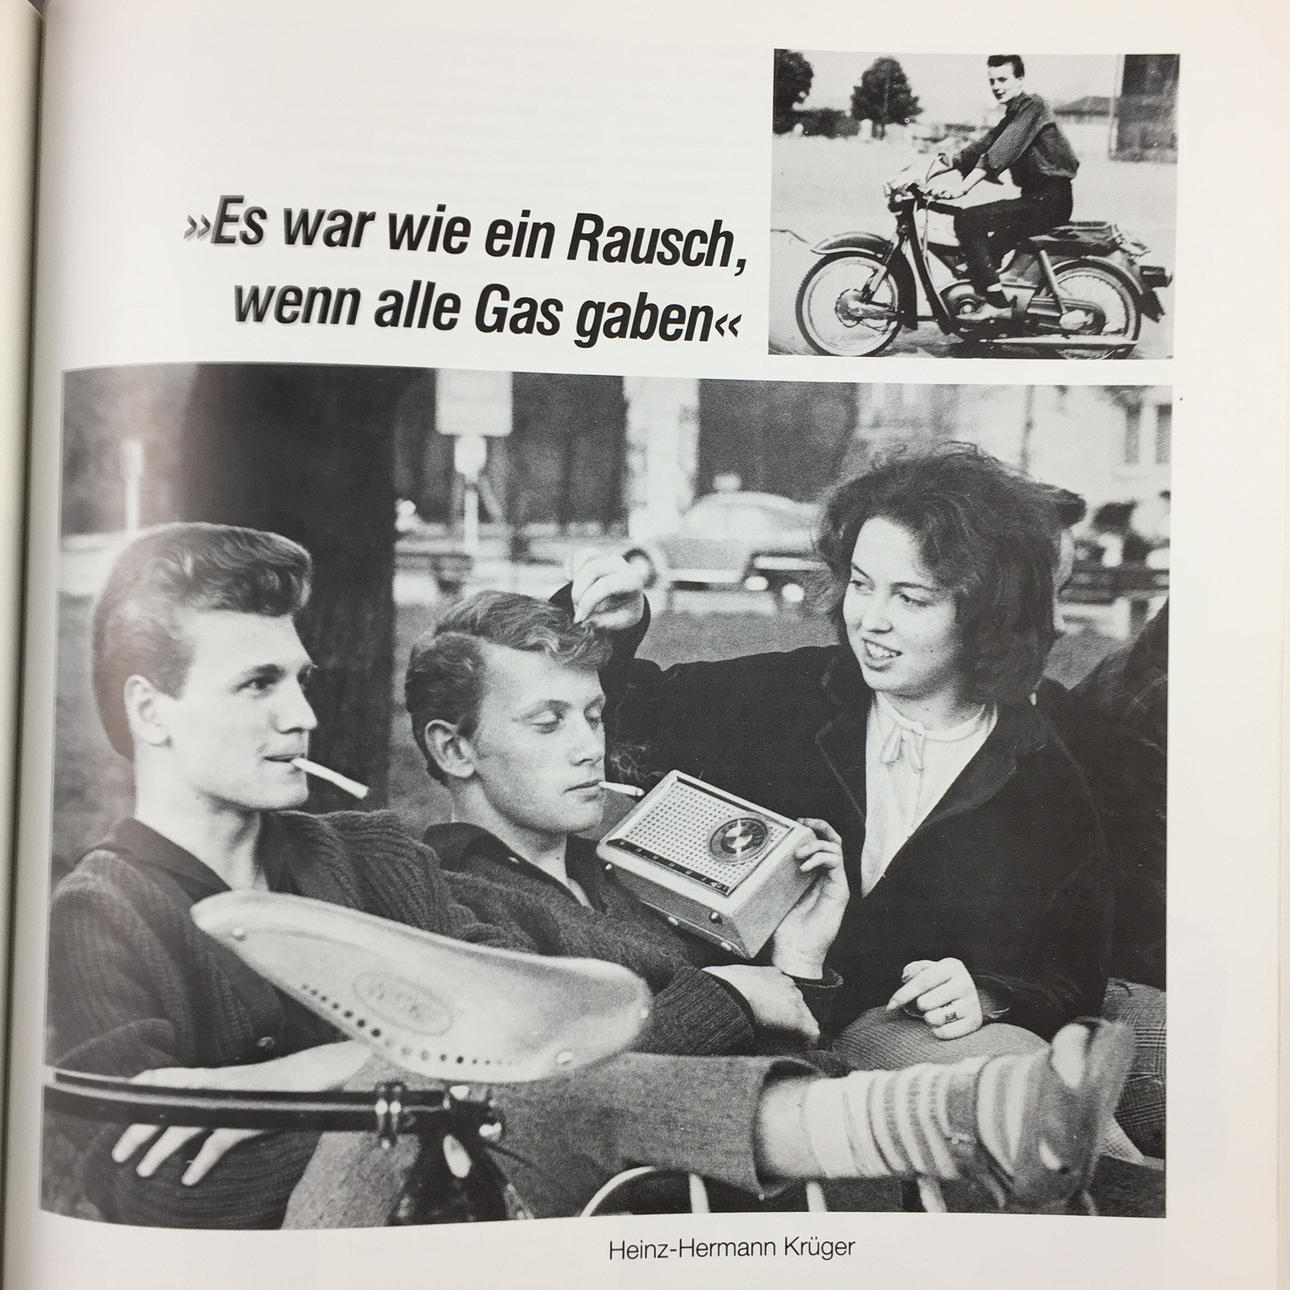 »Es war wie ein Rausch,
wenn alle Gas gaben«
Heinz-Hermann Krüger